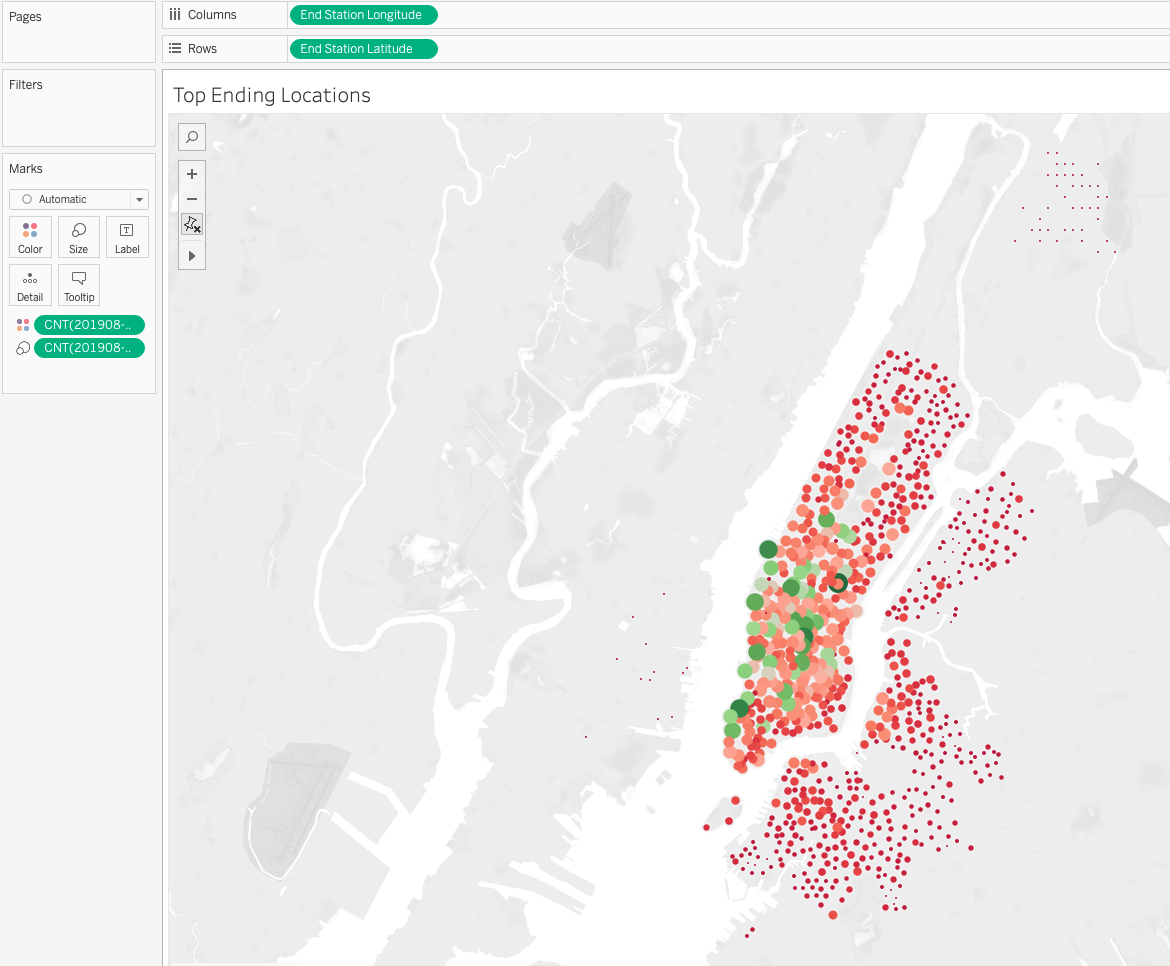 Pages
Columns
End Station Longitude
Rows
End Station Latitude
Filters
Top Ending Locations
Marks
Automatic
Color
Size
Label
Detail
Tooltip
CNT(201908-..
CNT(201908-..